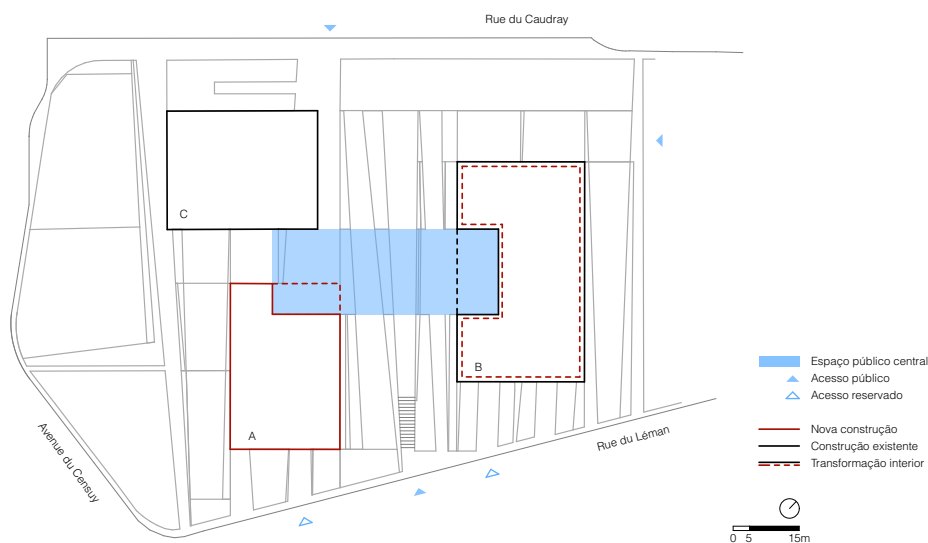 Rue du Caudray
C
B
A
Avenue du Censuy
Rue du Léman
Espaço público central
Acesso público
Acesso reservado
Nova construção
Construção existente
Transformação interior
0 5 15m